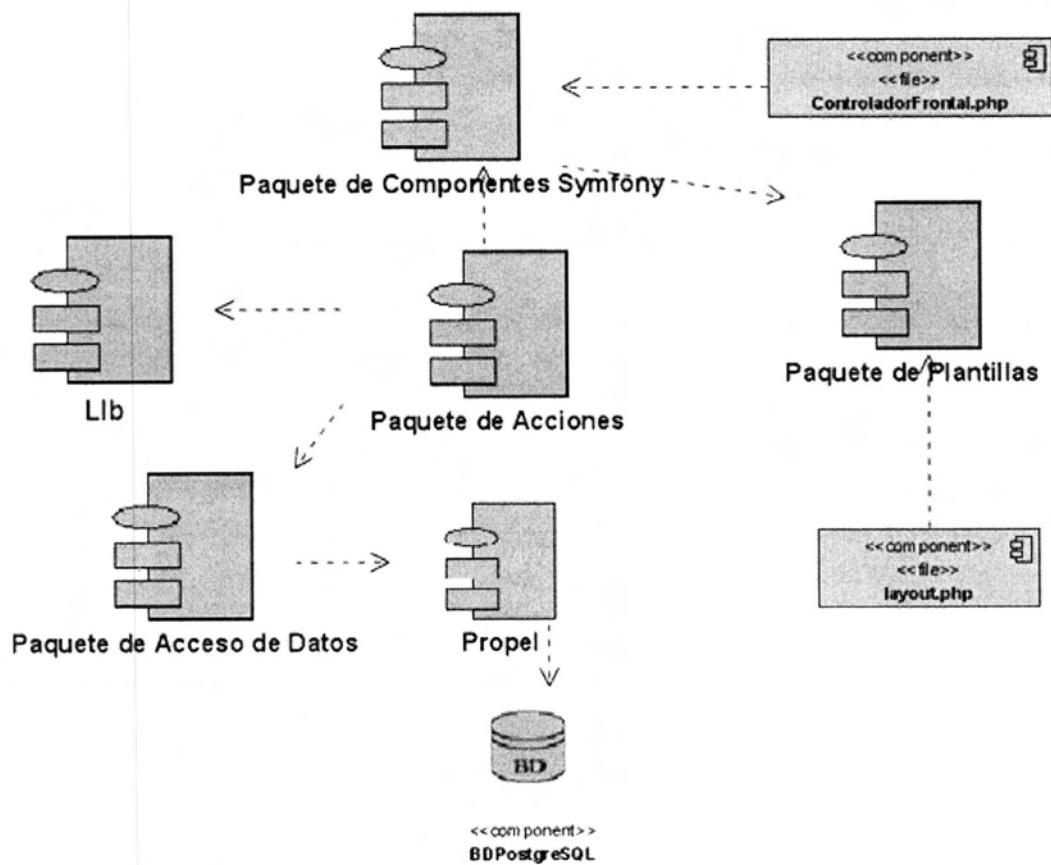 <<component>>
<<file>>
ControladorFrontal.php
Paquete de Componentes Symfony
Paquete de Plantillas
LIb
Paquete de Acciones
<<component>>
<<file>>
layout.php
Paquete de Acceso de Datos
Propel
BD
<<component>>
BDPostgreSQL